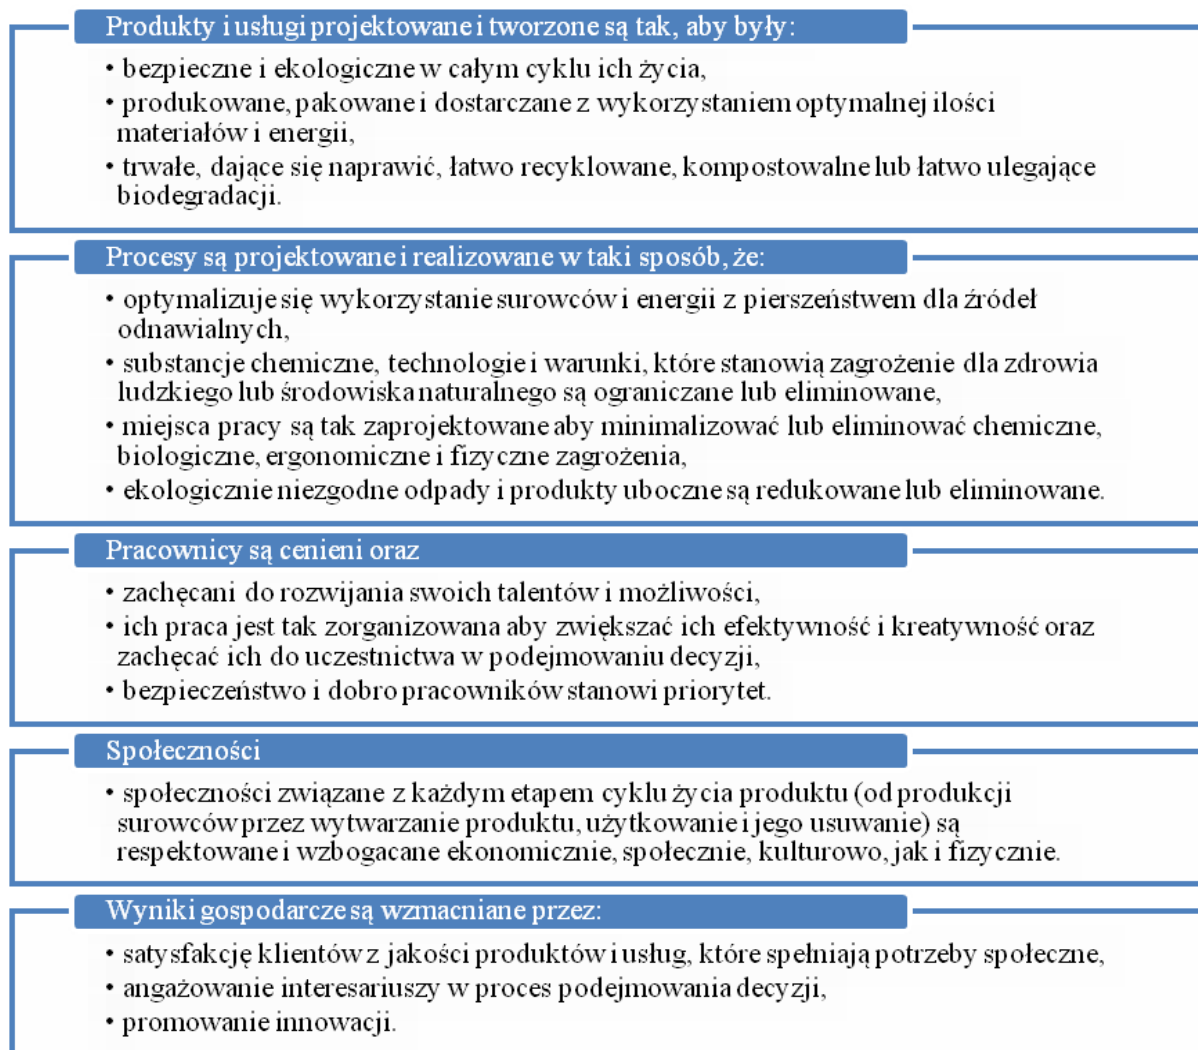 Produkty i usługi projektowane i tworzone są tak, aby były:
• bezpieczne i ekologiczne w całym cyklu ich życia,
• produkowane, pakowane i dostarczane z wykorzystaniem optymalnej ilości
materiałów i energii,
• trwałe, dające się naprawić, łatwo recyklowane, kompostowalne lub łatwo ulegające
biodegradacji.
Procesy są projektowane i realizowane w taki sposób, że:
• optymalizuje się wykorzystanie surowców i energii z pierszeństwem dla źródeł
odnawialnych,
• substancje chemiczne, technologie i warunki, które stanowią zagrożenie dla zdrowia
ludzkiego lub środowiska naturalnego są ograniczane lub eliminowane,
• miejsca pracy są tak zaprojektowane aby minimalizować lub eliminować chemiczne,
biologiczne, ergonomiczne i fizyczne zagrożenia,
• ekologicznie niezgodne odpady i produkty uboczne są redukowane lub eliminowane.
Pracownicy są cenieni oraz
• zachęcani do rozwijania swoich talentów i możliwości,
• ich praca jest tak zorganizowana aby zwiększać ich efektywność i kreatywność oraz
zachęcać ich do uczestnictwa w podejmowaniu decyzji,
• bezpieczeństwo i dobro pracowników stanowi priorytet.
Społeczności
• społeczności związane z każdym etapem cyklu życia produktu (od produkcji
surowców przez wytwarzanie produktu, użytkowanie i jego usuwanie) są
respektowane i wzbogacane ekonomicznie, społecznie, kulturowo, jak i fizycznie.
Wyniki gospodarcze są wzmacniane przez:
• satysfakcję klientów z jakości produktów i usług, które spełniają potrzeby społeczne,
• angażowanie interesariuszy w proces podejmowania decyzji,
• promowanie innowacji.